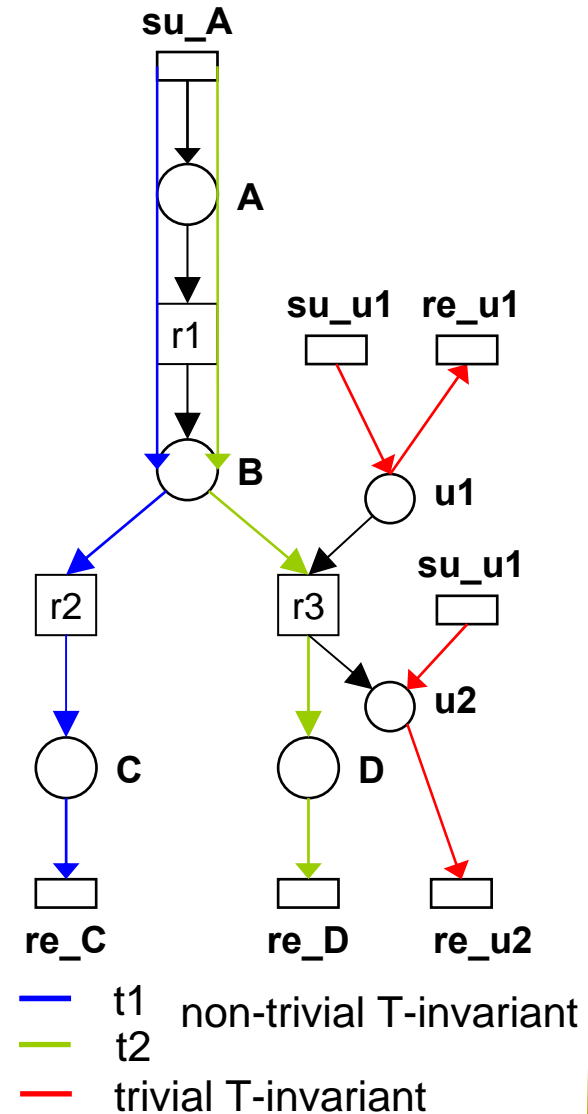 su_A
A
su_u1 re_u1
r1
B
u1
su_u1
r2
r3
u2
C
D
re_C
re_D
re_u2
t1
non-trivial T-invariant
t2
trivial T-invariant